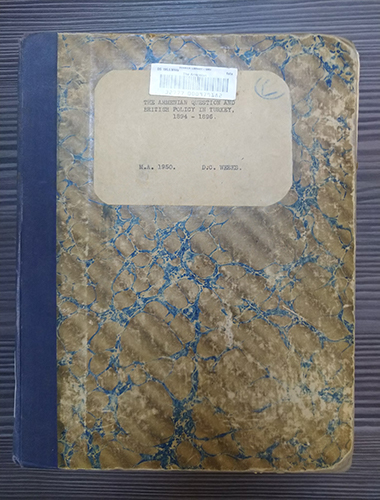 THE ARMENIAN QUESTION AND
BRITISH POLICY IN TURKEY,
1894 - 1896.
M.A. 1950. D.C. WEEKS.